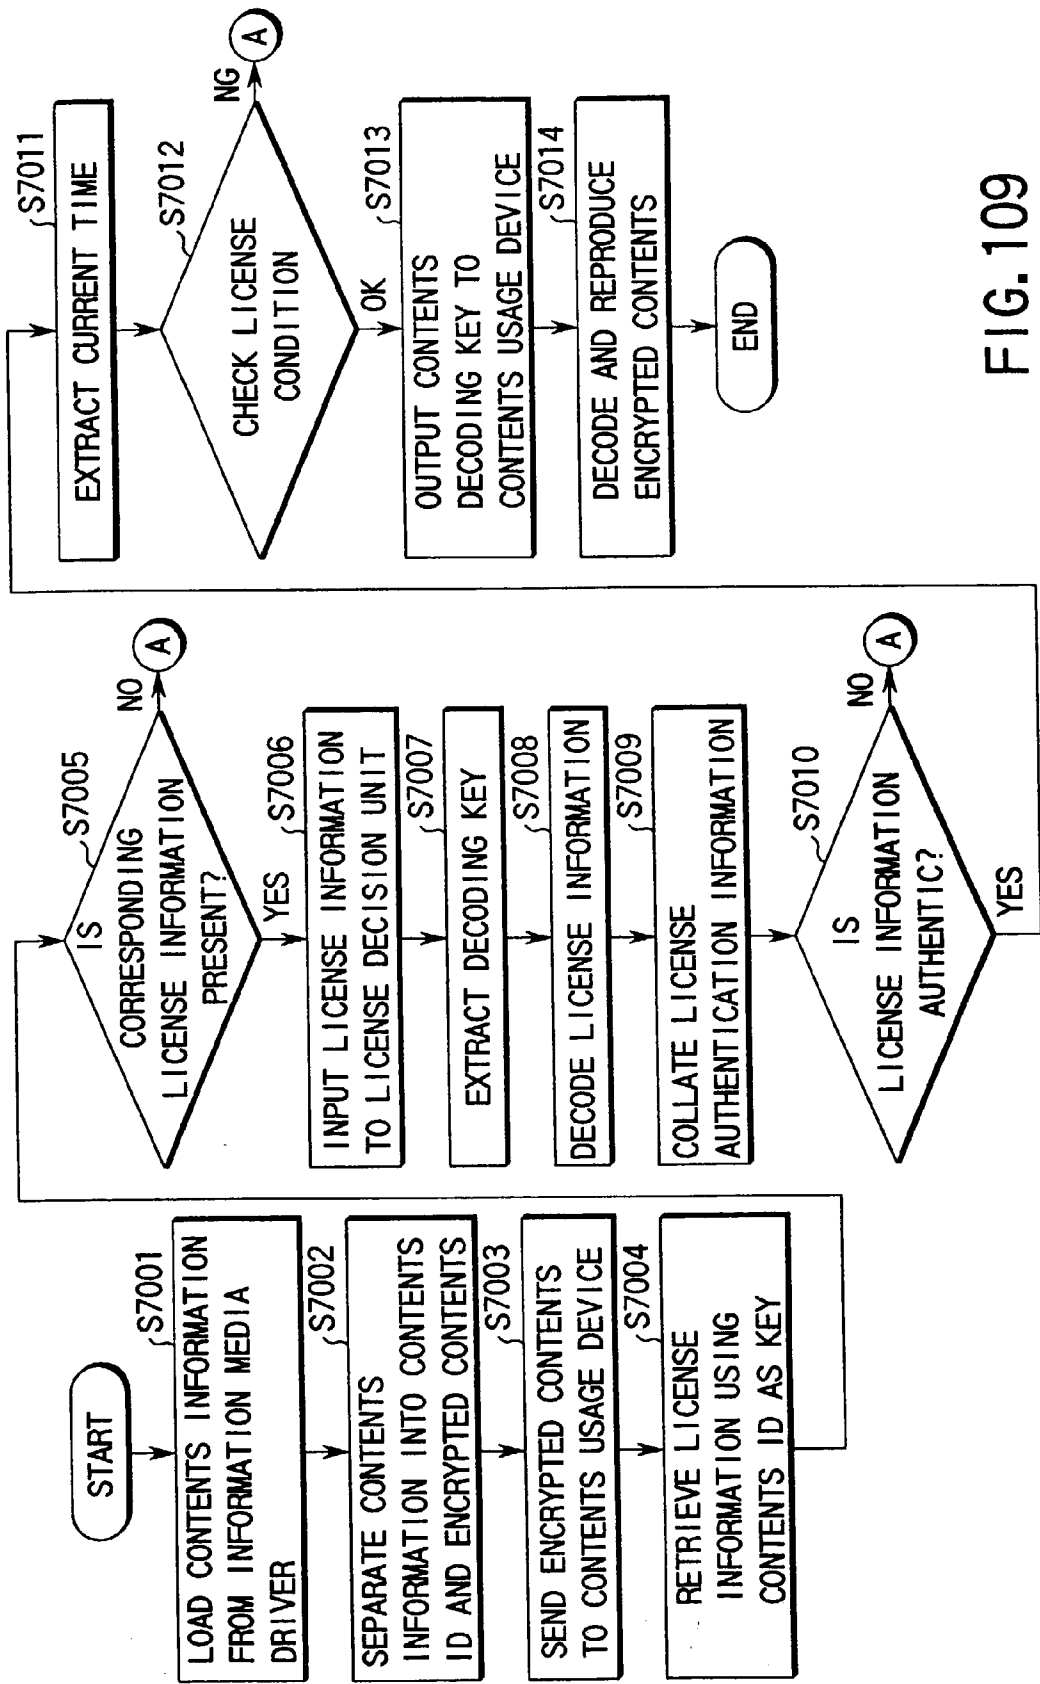 START
S7001
LOAD CONTENTS INFORMATION
FROM INFORMATION MEDIA
DRIVER
S7002
SEPARATE CONTENTS
INFORMATION INTO CONTENTS
ID AND ENCRYPTED CONTENTS
S7003
SEND ENCRYPTED CONTENTS
TO CONTENTS USAGE DEVICE
S7004
RETRIEVE LICENSE
INFORMATION USING
CONTENTS ID AS KEY
S7005
IS
CORRESPONDING
LICENSE INFORMATION
PRESENT?
NO
A
YES
S7006
INPUT LICENSE INFORMATION
TO LICENSE DECISION UNIT
S7007
EXTRACT DECODING KEY
S7008
DECODE LICENSE INFORMATION
S7009
COLLATE LICENSE
AUTHENTICATION INFORMATION
S7010
IS
LICENSE INFORMATION
AUTHENTIC?
NO
A
YES
S7011
EXTRACT CURRENT TIME
S7012
CHECK LICENSE
CONDITION
NG
A
OK
S7013
OUTPUT CONTENTS
DECODING KEY TO
CONTENTS USAGE DEVICE
S7014
DECODE AND REPRODUCE
ENCRYPTED CONTENTS
END
FIG. 109